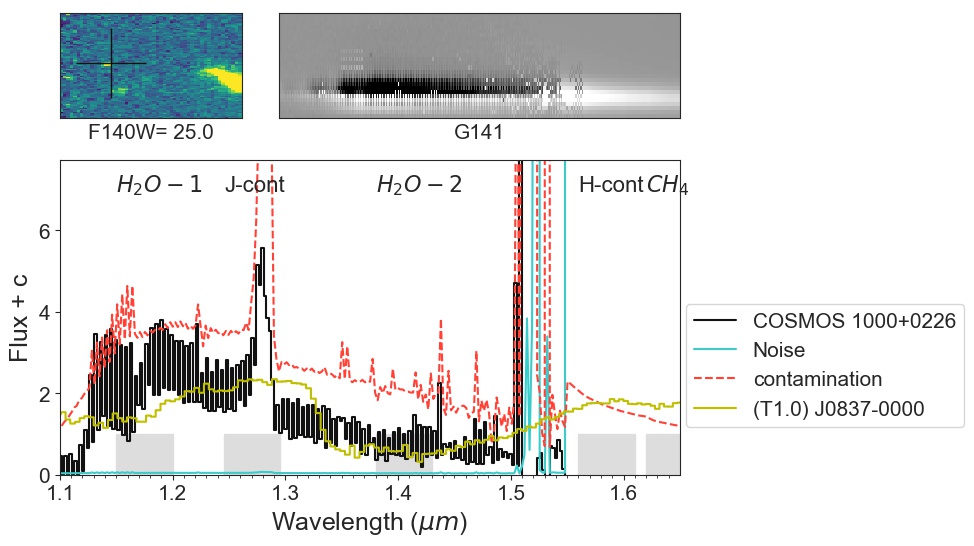 F140W= 25.0
G141
H₂O − 1
J-cont
H₂O − 2
H-cont
CH₄
Flux + c
6
4
2
0
1.1
1.2
1.3
1.4
1.5
1.6
Wavelength (μm)
COSMOS 1000+0226
Noise
contamination
(T1.0) J0837-0000